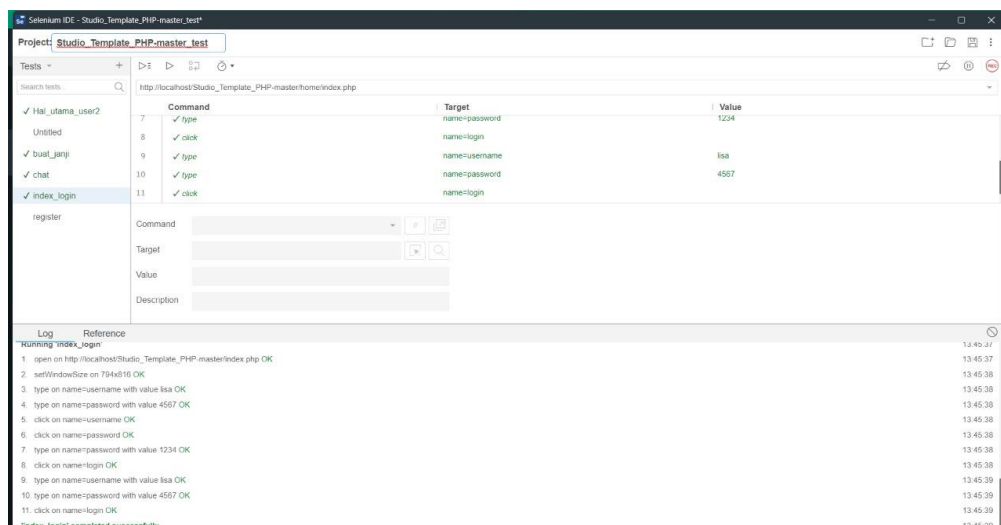 Selenium IDE - Studio_Template_PHP-master_test*
Project: Studio_Template_PHP-master_test
Tests +
Search tests...
http://localhost/Studio_Template_PHP-master/home/index.php
Command Target Value
✓ Hal_utama_user2
Untitled
✓ buat_janji
✓ chat
✓ index_login
register
7 ✓ type name=password 1234
8 ✓ click name=login
9 ✓ type name=username lisa
10 ✓ type name=password 4567
11 ✓ click name=login
Command //
Target
Value
Description
Log Reference
Running 'index_login' 13:45:37
1. open on http://localhost/Studio_Template_PHP-master/index.php OK 13:45:37
2. setWindowSize on 794x816 OK 13:45:38
3. type on name=username with value lisa OK 13:45:38
4. type on name=password with value 4567 OK 13:45:38
5. click on name=username OK 13:45:38
6. click on name=password OK 13:45:38
7. type on name=password with value 1234 OK 13:45:38
8. click on name=login OK 13:45:38
9. type on name=username with value lisa OK 13:45:39
10. type on name=password with value 4567 OK 13:45:39
11. click on name=login OK 13:45:39
'index_login' completed successfully 13:45:39